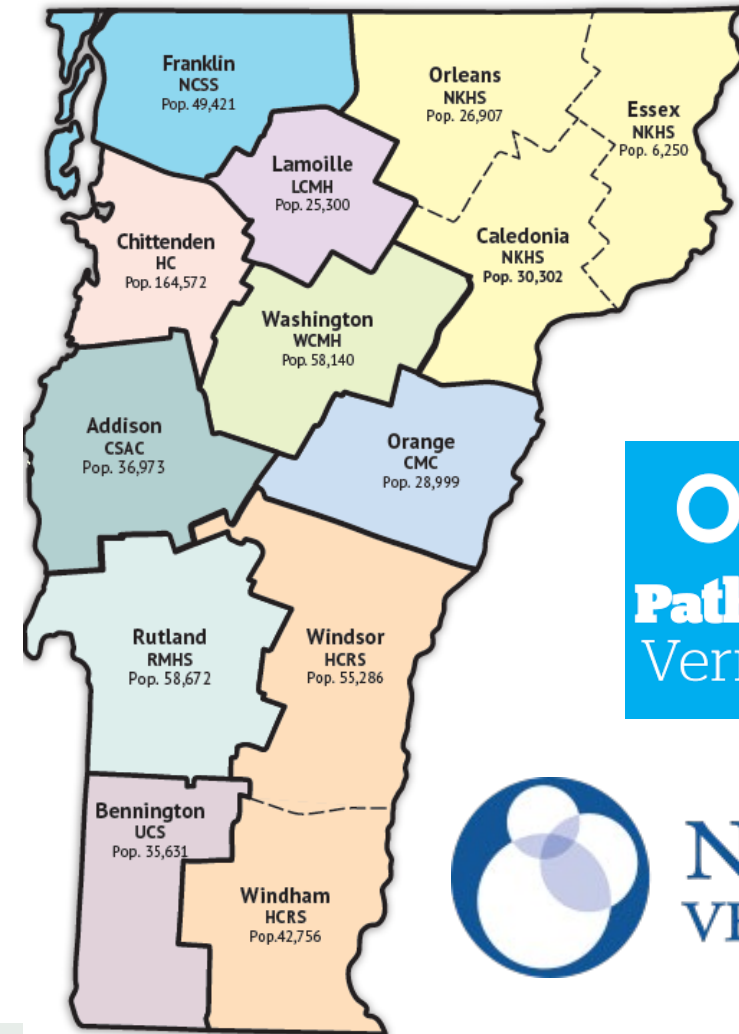 Franklin
NCSS
Pop. 49,421
Orleans
NKHS
Pop. 26,907
Essex
NKHS
Pop. 6,250
Lamoille
LCMH
Pop. 25,300
Chittenden
HC
Pop. 164,572
Caledonia
NKHS
Pop. 30,302
Washington
WCMH
Pop. 58,140
Addison
CSAC
Pop. 36,973
Orange
CMC
Pop. 28,999
Rutland
RMHS
Pop. 58,672
Windsor
HCRS
Pop. 55,286
Bennington
UCS
Pop. 35,631
Windham
HCRS
Pop.42,756